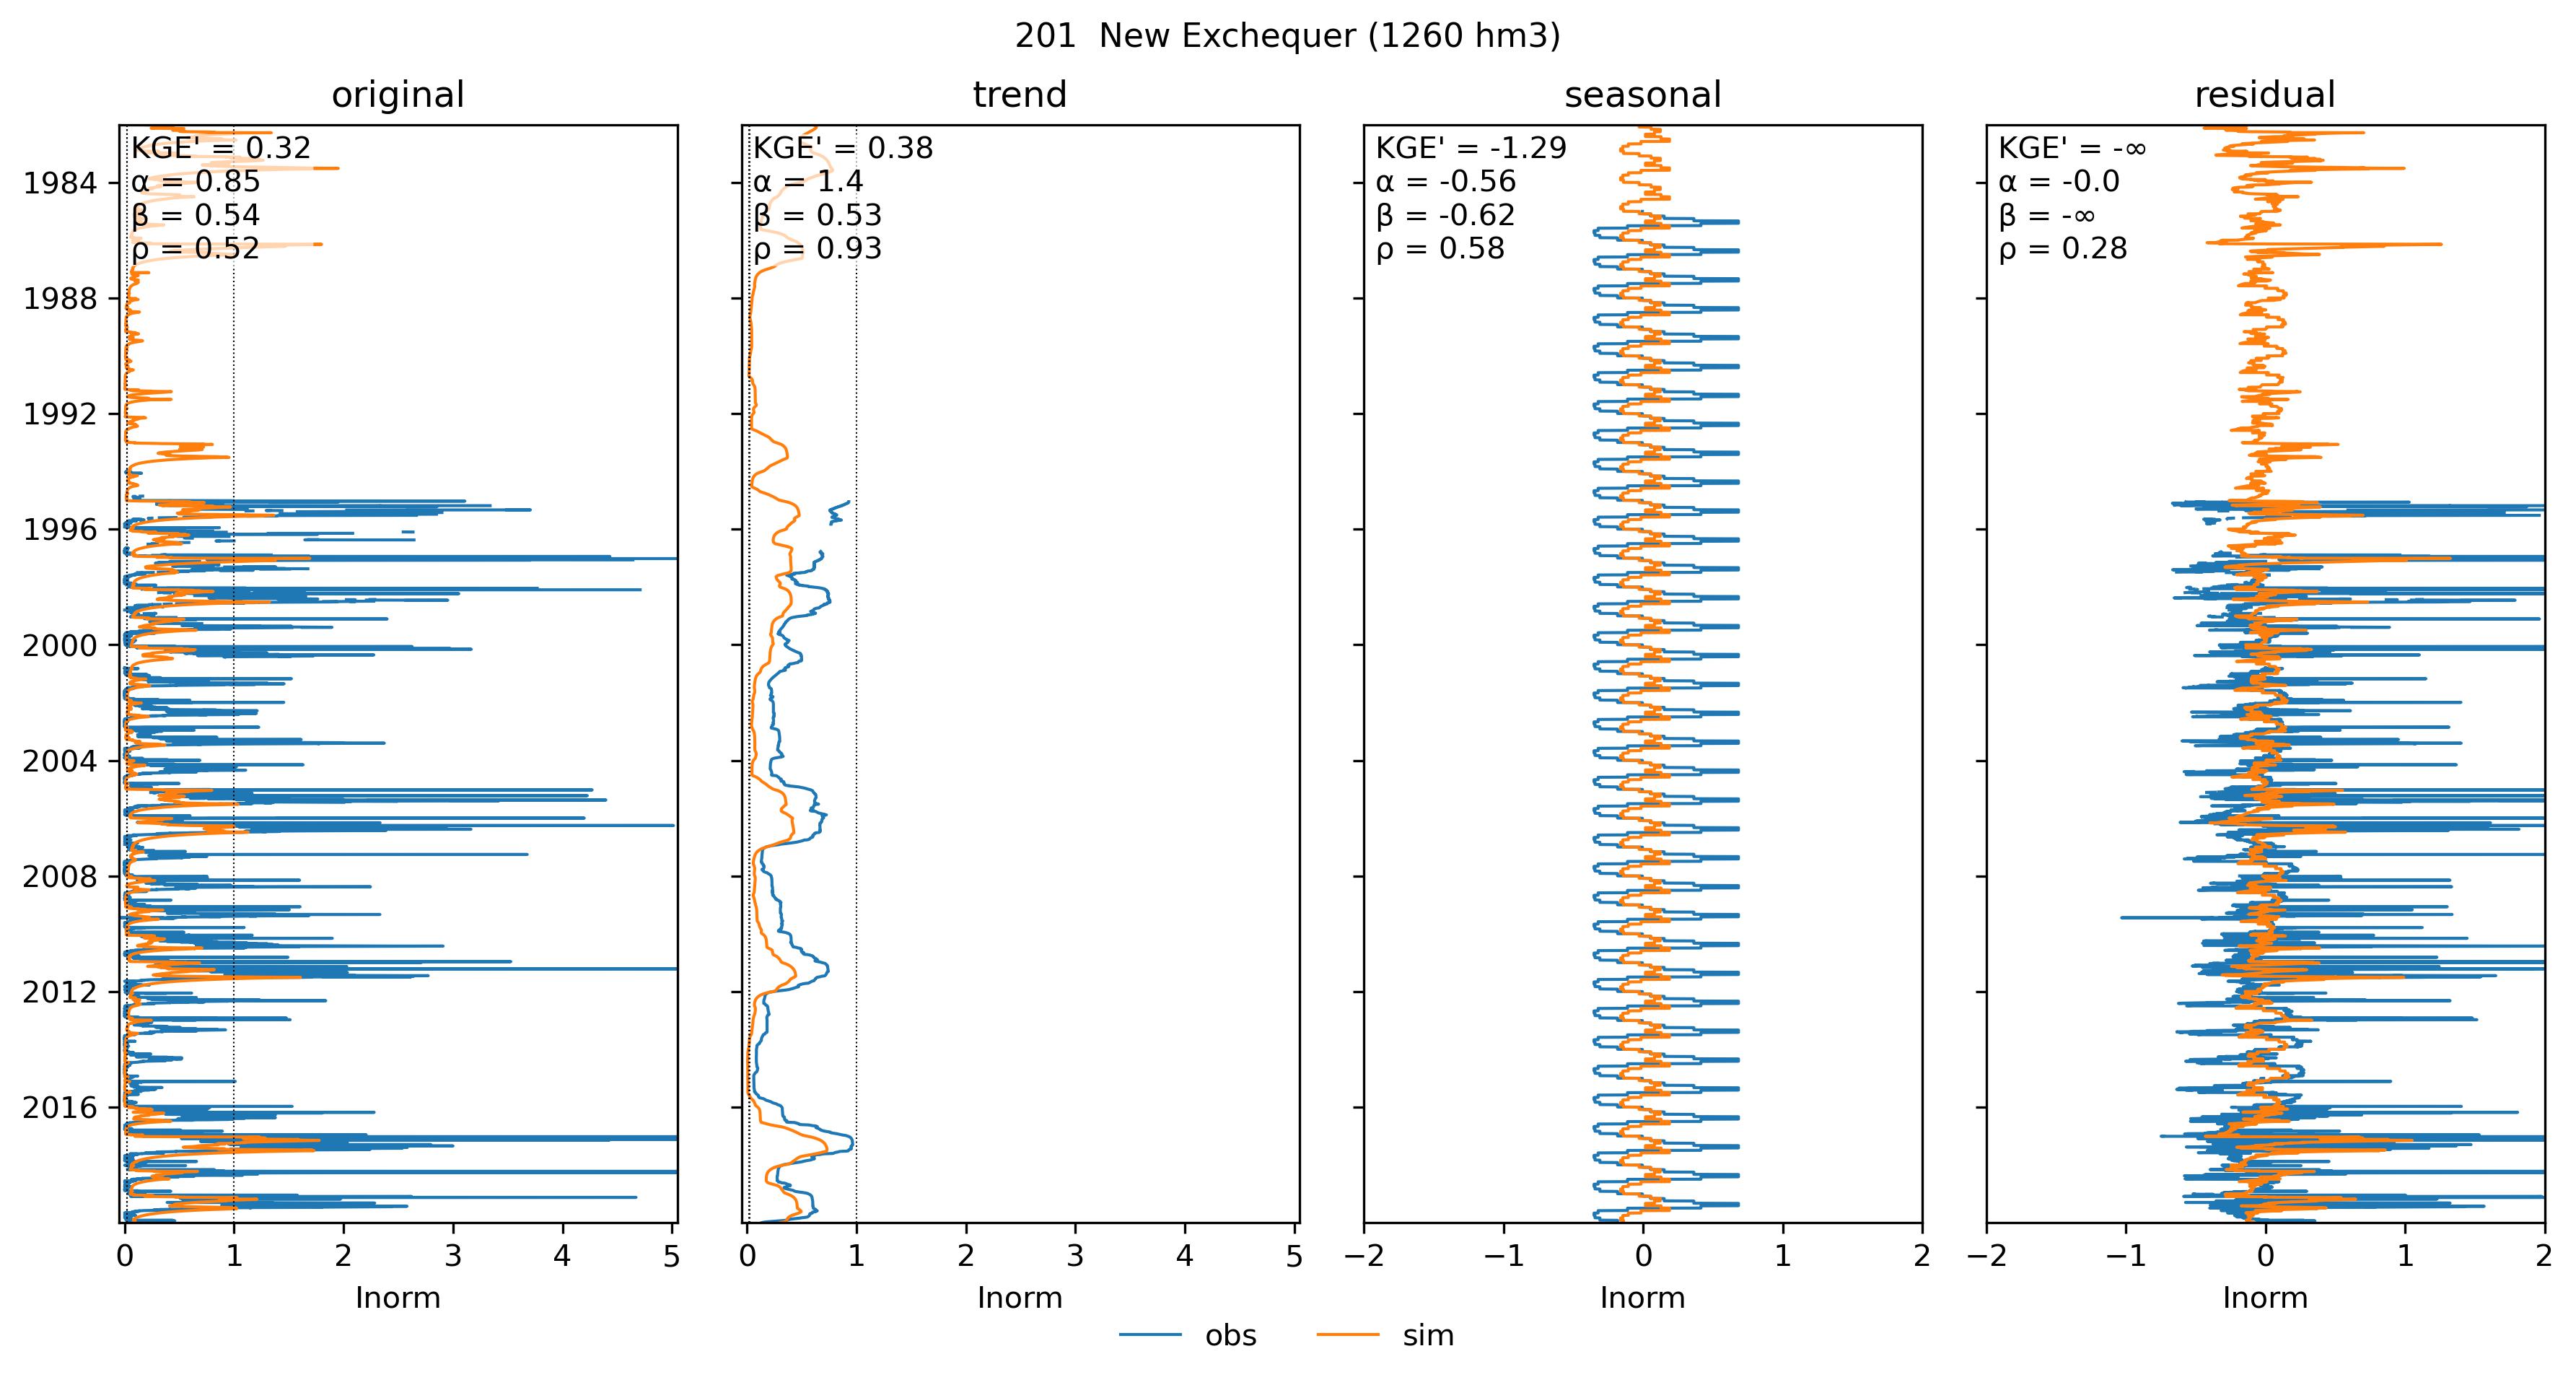 201  New Exchequer (1260 hm3)
original
trend
seasonal
residual
KGE' = 0.32
α = 0.85
β = 0.54
ρ = 0.52
KGE' = 0.38
α = 1.4
β = 0.53
ρ = 0.93
KGE' = -1.29
α = -0.56
β = -0.62
ρ = 0.58
KGE' = -∞
α = -0.0
β = -∞
ρ = 0.28
1984
1988
1992
1996
2000
2004
2008
2012
2016
0 1 2 3 4 5
0 1 2 3 4 5
−2 −1 0 1 2
−2 −1 0 1 2
Inorm
Inorm
Inorm
Inorm
obs
sim